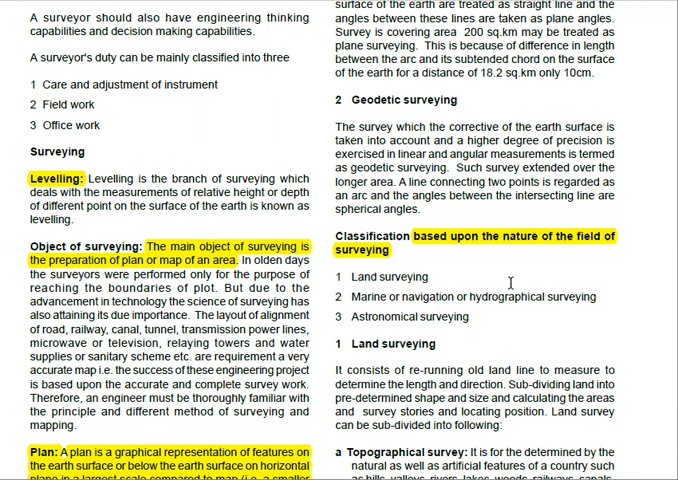 A surveyor should also have engineering thinking
capabilities and decision making capabilities.
A surveyor's duty can be mainly classified into three
1 Care and adjustment of instrument
2 Field work
3 Office work
Surveying
Levelling: Levelling is the branch of surveying which
deals with the measurements of relative height or depth
of different point on the surface of the earth is known as
levelling.
Object of surveying: The main object of surveying is
the preparation of plan or map of an area. In olden days
the surveyors were performed only for the purpose of
reaching the boundaries of plot. But due to the
advancement in technology the science of surveying has
also attaining its due importance. The layout of alignment
of road, railway, canal, tunnel, transmission power lines,
microwave or television, relaying towers and water
supplies or sanitary scheme etc. are requirement a very
accurate map i.e. the success of these engineering project
is based upon the accurate and complete survey work.
Therefore, an engineer must be thoroughly familiar with
the principle and different method of surveying and
mapping.
Plan: A plan is a graphical representation of features on
the earth surface or below the earth surface on horizontal
plane in a largest scale compared to map (i.e. a smaller
surface of the earth are treated as straight line and the
angles between these lines are taken as plane angles.
Survey is covering area 200 sq.km may be treated as
plane surveying. This is because of difference in length
between the arc and its subtended chord on the surface
of the earth for a distance of 18.2 sq.km only 10cm.
2 Geodetic surveying
The survey which the corrective of the earth surface is
taken into account and a higher degree of precision is
exercised in linear and angular measurements is termed
as geodetic surveying. Such survey extended over the
longer area. A line connecting two points is regarded as
an arc and the angles between the intersecting line are
spherical angles.
Classification based upon the nature of the field of
surveying
1 Land surveying
2 Marine or navigation or hydrographical surveying
3 Astronomical surveying
1 Land surveying
It consists of re-running old land line to measure to
determine the length and direction. Sub-dividing land into
pre-determined shape and size and calculating the areas
and survey stories and locating position. Land survey
can be sub-divided into following:
a Topographical survey: It is for the determined by the
natural as well as artificial features of a country such
as hills, valleys, rivers, lakes, woods, railways, canals,